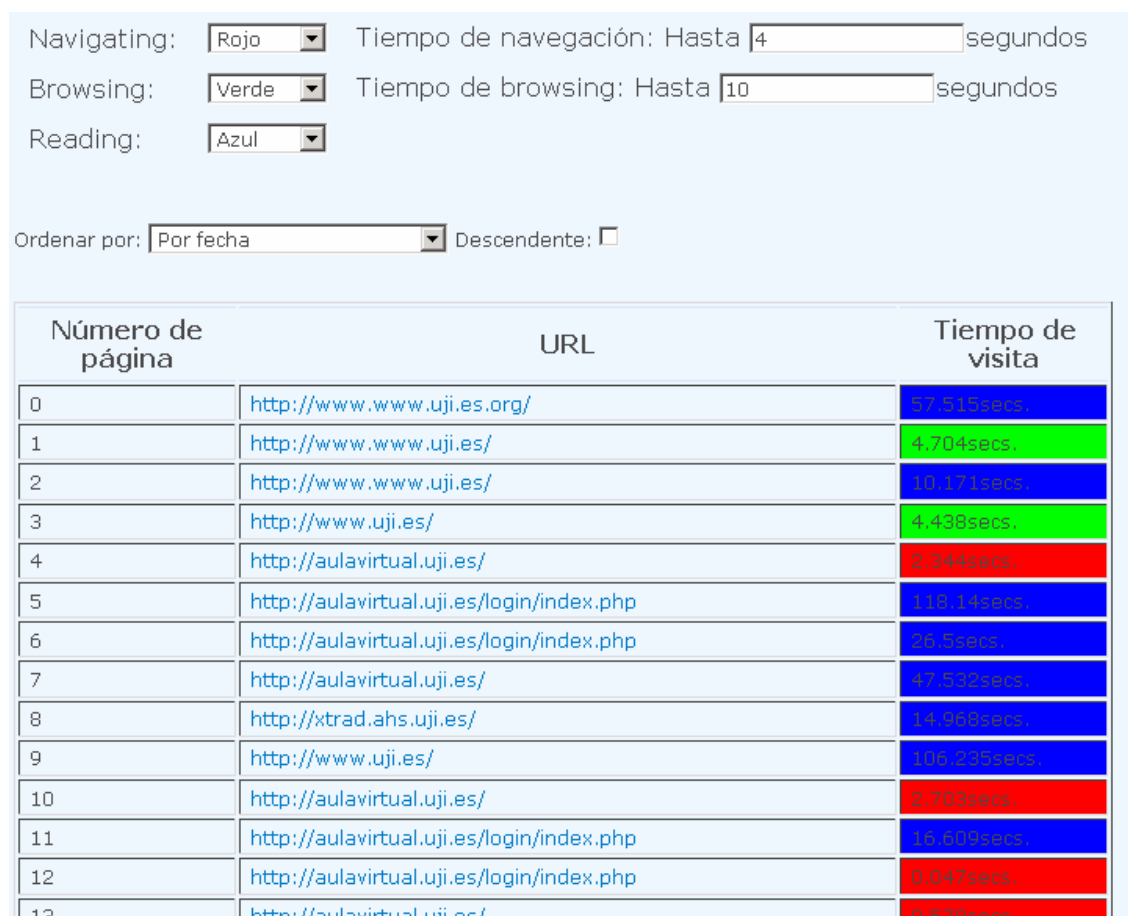 Navigating: Rojo Tiempo de navegación: Hasta 4 segundos
Browsing: Verde Tiempo de browsing: Hasta 10 segundos
Reading: Azul
Ordenar por: Por fecha Descendente:
Número de página URL Tiempo de visita
0 http://www.www.uji.es.org/ 57.515secs.
1 http://www.www.uji.es/ 4.704secs.
2 http://www.www.uji.es/ 10.171secs.
3 http://www.uji.es/ 4.438secs.
4 http://aulavirtual.uji.es/ 2.344secs.
5 http://aulavirtual.uji.es/login/index.php 118.14secs.
6 http://aulavirtual.uji.es/login/index.php 26.5secs.
7 http://aulavirtual.uji.es/ 47.532secs.
8 http://xtrad.ahs.uji.es/ 14.968secs.
9 http://www.uji.es/ 106.235secs.
10 http://aulavirtual.uji.es/ 2.703secs.
11 http://aulavirtual.uji.es/login/index.php 16.609secs.
12 http://aulavirtual.uji.es/login/index.php 0.047secs.
13 http://aulavirtual.uji.es/